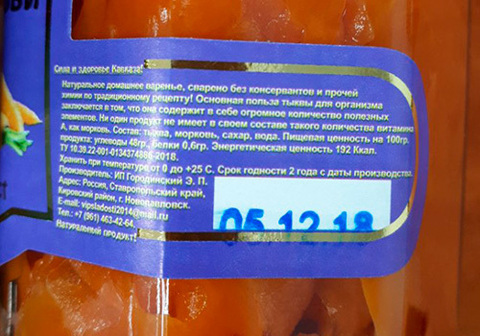 ОВИ
Сила и здоровье Кавказа!
Натуральное домашнее варенье, сварено без консервантов и прочей
химии по традиционному рецепту! Основная польза тыквы для организма
заключается в том, что она содержит в себе огромное количество полезных
элементов. Ни один продукт не имеет в своем составе такого количества витамина
А, как морковь. Состав: тыква, морковь, сахар, вода. Пищевая ценность на 100гр.
продукта: углеводы 48гр., Белки 0,6гр. Энергетическая ценность 192 Ккал.
ТУ 10.39.22-001-0134374886-2018.
Хранить при температуре от 0 до +25 С. Срок годности 2 года с даты производства.
Производитель: ИП Городинский Э. П.
Адрес: Россия, Ставропольский край,
Кировский район, г. Новопавловск.
E-mail: vipsladosti2014@mail.ru
Тел.: +7 (961) 463-42-64.
Натуральный продукт!
05.12.18